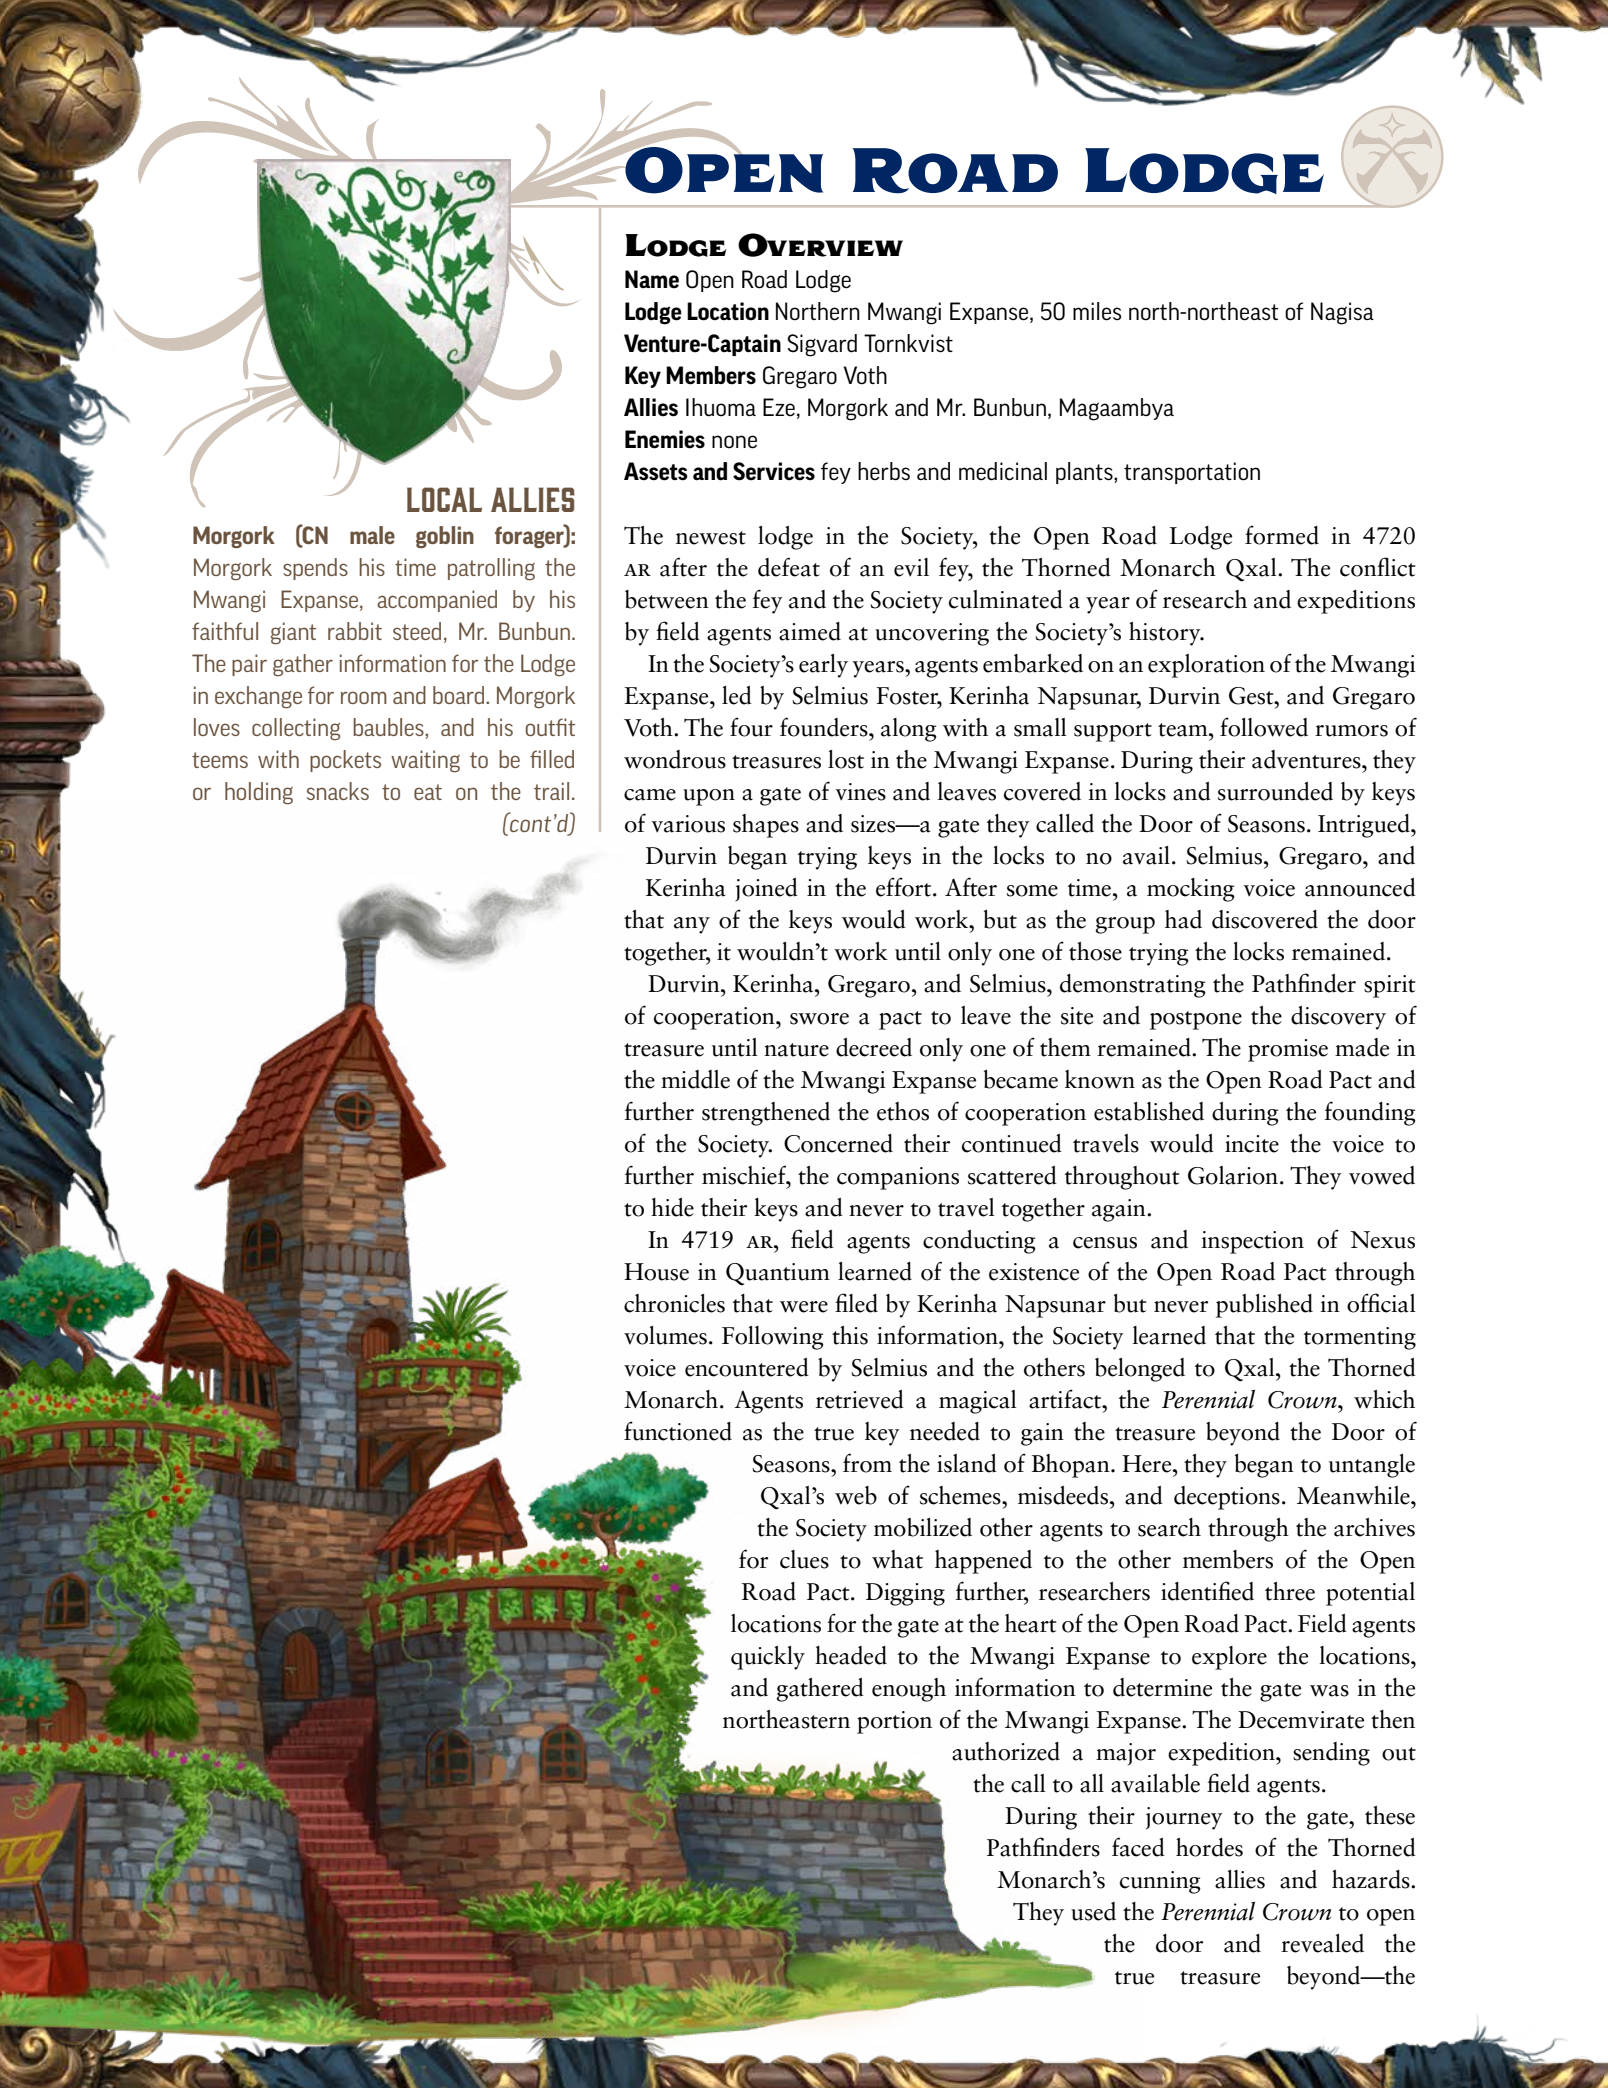 OPEN ROAD LODGE
LODGE OVERVIEW
Name Open Road Lodge
Lodge Location Northern Mwangi Expanse, 50 miles north-northeast of Nagisa
Venture-Captain Sigvard Tornkvist
Key Members Gregaro Voth
Allies Ihuoma Eze, Morgork and Mr. Bunbun, Magaambya
Enemies none
Assets and Services fey herbs and medicinal plants, transportation
LOCAL ALLIES
Morgork (CN male goblin forager):
Morgork spends his time patrolling the
Mwangi Expanse, accompanied by his
faithful giant rabbit steed, Mr. Bunbun.
The pair gather information for the Lodge
in exchange for room and board. Morgork
loves collecting baubles, and his outfit
teems with pockets waiting to be filled
or holding snacks to eat on the trail.
(cont'd)
The newest lodge in the Society, the Open Road Lodge formed in 4720
AR after the defeat of an evil fey, the Thorned Monarch Qxal. The conflict
between the fey and the Society culminated a year of research and expeditions
by field agents aimed at uncovering the Society's history.
In the Society's early years, agents embarked on an exploration of the Mwangi
Expanse, led by Selmius Foster, Kerinha Napsunar, Durvin Gest, and Gregaro
Voth. The four founders, along with a small support team, followed rumors of
wondrous treasures lost in the Mwangi Expanse. During their adventures, they
came upon a gate of vines and leaves covered in locks and surrounded by keys
of various shapes and sizes—a gate they called the Door of Seasons. Intrigued,
Durvin began trying keys in the locks to no avail. Selmius, Gregaro, and
Kerinha joined in the effort. After some time, a mocking voice announced
that any of the keys would work, but as the group had discovered the door
together, it wouldn't work until only one of those trying the locks remained.
Durvin, Kerinha, Gregaro, and Selmius, demonstrating the Pathfinder spirit
of cooperation, swore a pact to leave the site and postpone the discovery of
treasure until nature decreed only one of them remained. The promise made in
the middle of the Mwangi Expanse became known as the Open Road Pact and
further strengthened the ethos of cooperation established during the founding
of the Society. Concerned their continued travels would incite the voice to
further mischief, the companions scattered throughout Golarion. They vowed
to hide their keys and never to travel together again.
In 4719 AR, field agents conducting a census and inspection of Nexus
House in Quantium learned of the existence of the Open Road Pact through
chronicles that were filed by Kerinha Napsunar but never published in official
volumes. Following this information, the Society learned that the tormenting
voice encountered by Selmius and the others belonged to Qxal, the Thorned
Monarch. Agents retrieved a magical artifact, the Perennial Crown, which
functioned as the true key needed to gain the treasure beyond the Door of
Seasons, from the island of Bhopan. Here, they began to untangle
Qxal's web of schemes, misdeeds, and deceptions. Meanwhile,
the Society mobilized other agents to search through the archives
for clues to what happened to the other members of the Open
Road Pact. Digging further, researchers identified three potential
locations for the gate at the heart of the Open Road Pact. Field agents
quickly headed to the Mwangi Expanse to explore the locations,
and gathered enough information to determine the gate was in the
northeastern portion of the Mwangi Expanse. The Decemvirate then
authorized a major expedition, sending out
the call to all available field agents.
During their journey to the gate, these
Pathfinders faced hordes of the Thorned
Monarch's cunning allies and hazards.
They used the Perennial Crown to open
the door and revealed the
true treasure beyond—the